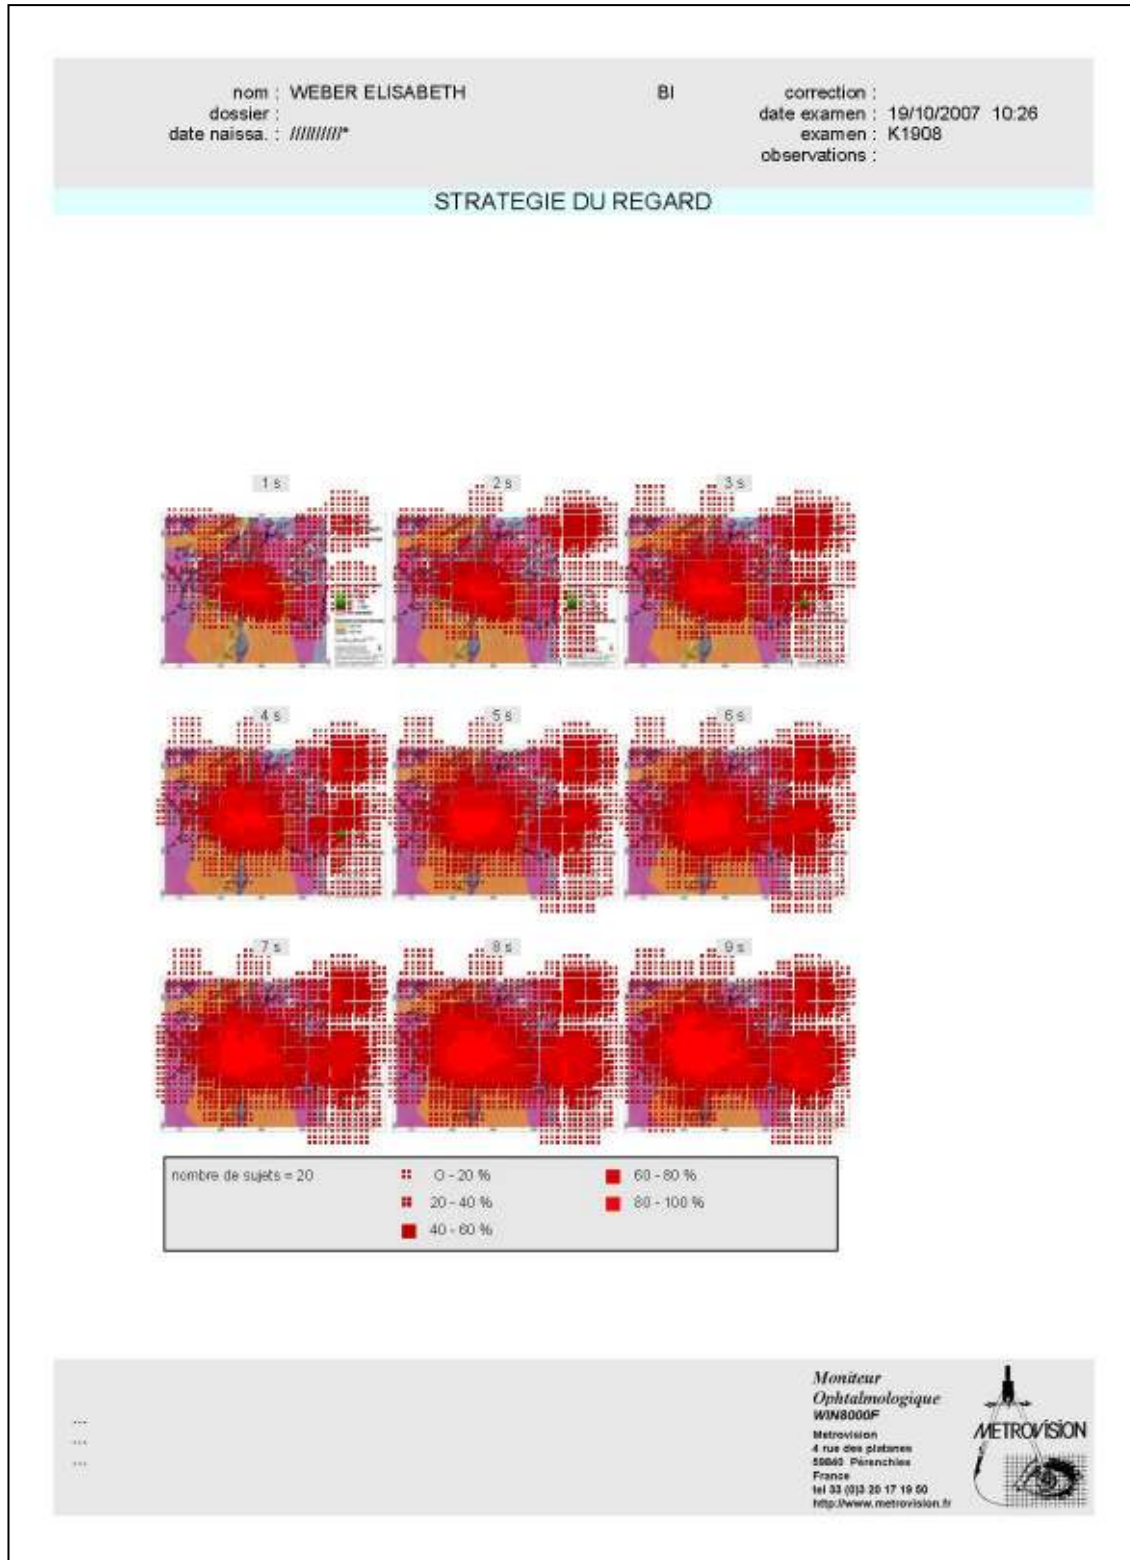 nom : WEBER ELISABETH
dossier :
date naissa. : //////////*
BI
correction :
date examen : 19/10/2007 10:26
examen : K1908
observations :
STRATEGIE DU REGARD
1 s
2 s
3 s
4 s
5 s
6 s
7 s
8 s
9 s
nombre de sujets = 20
O - 20 %
20 - 40 %
40 - 60 %
60 - 80 %
80 - 100 %
...
...
...
Moniteur
Ophtalmologique
WIN8000F
Metrovision
4 rue des platanes
59840 Pérenchies
France
tel 33 (0)3 20 17 19 50
http://www.metrovision.fr
METROVISION